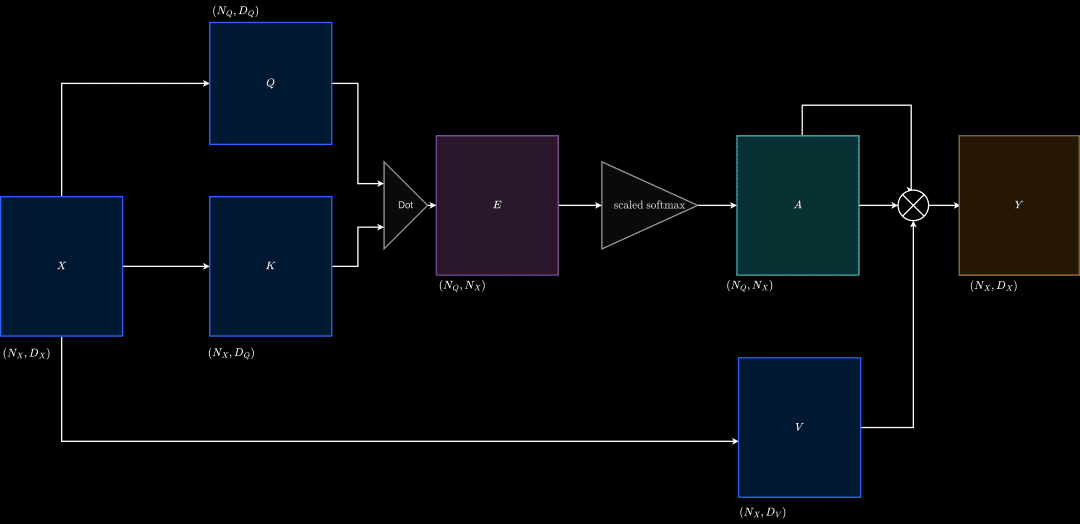 (N_Q, D_Q)
Q
Dot
E
scaled softmax
A
Y
X
K
(N_Q, N_X)
(N_Q, N_X)
(N_X, D_X)
(N_X, D_X)
(N_X, D_Q)
V
(N_X, D_V)